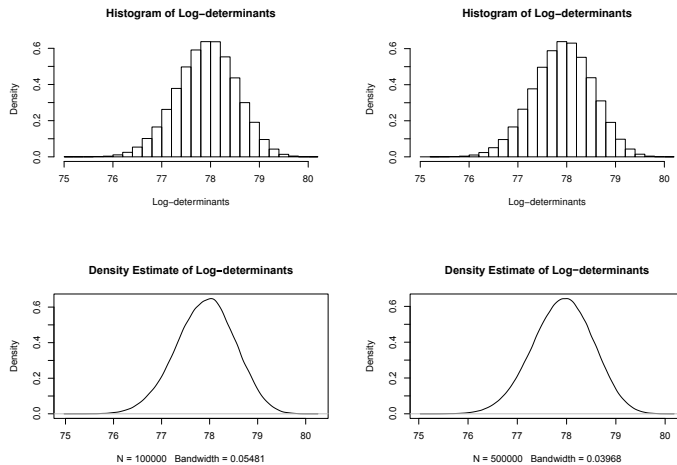 Histogram of Log−determinants
Density
0.0 0.2 0.4 0.6
75 76 77 78 79 80
Log−determinants
Histogram of Log−determinants
Density
0.0 0.2 0.4 0.6
75 76 77 78 79 80
Log−determinants
Density Estimate of Log−determinants
Density
0.0 0.2 0.4 0.6
75 76 77 78 79 80
N = 100000 Bandwidth = 0.05481
Density Estimate of Log−determinants
Density
0.0 0.2 0.4 0.6
75 76 77 78 79 80
N = 500000 Bandwidth = 0.03968